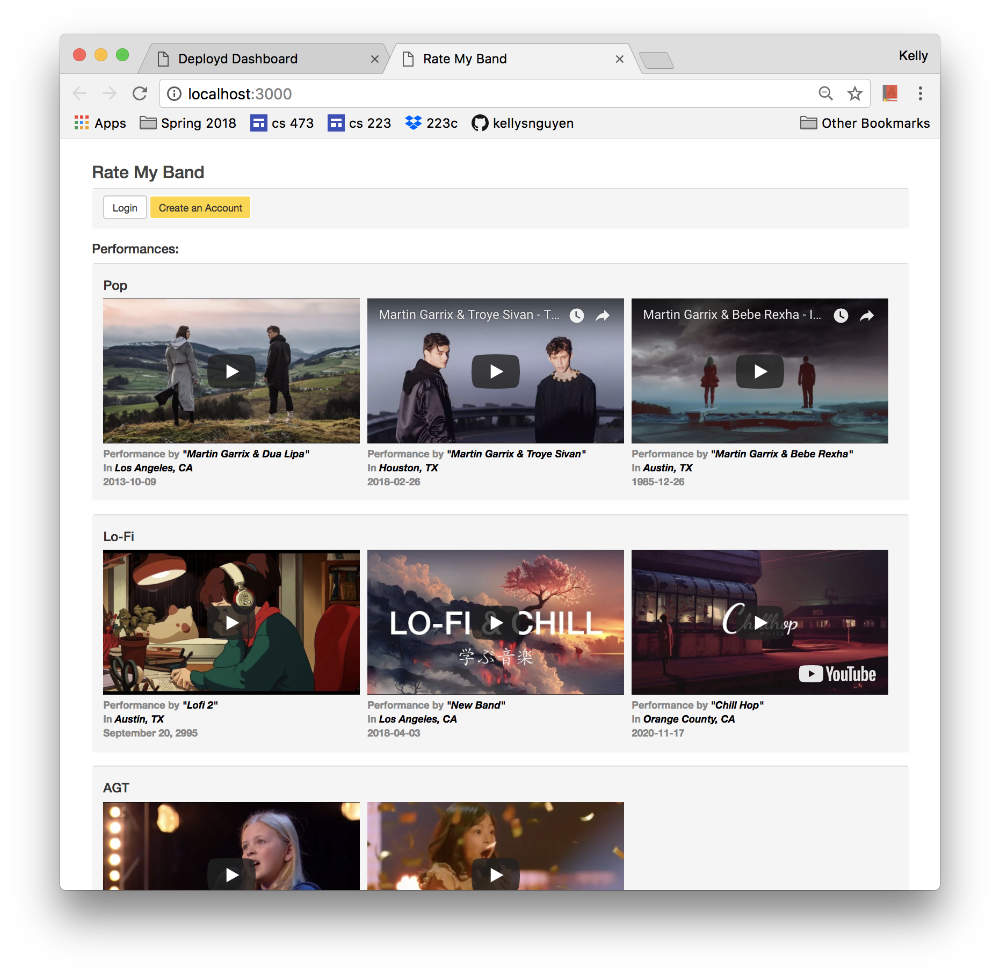 Deployd Dashboard
Rate My Band
Kelly
localhost:3000
Apps
Spring 2018
cs 473
cs 223
223c
kellysnguyen
Other Bookmarks
Rate My Band
Login
Create an Account
Performances:
Pop
Martin Garrix & Troye Sivan - T...
Martin Garrix & Bebe Rexha - I...
Performance by "Martin Garrix & Dua Lipa"
In Los Angeles, CA
2013-10-09
Performance by "Martin Garrix & Troye Sivan"
In Houston, TX
2018-02-26
Performance by "Martin Garrix & Bebe Rexha"
In Austin, TX
1985-12-26
Lo-Fi
LO-FI & CHILL
学ぶ音楽
Chillhop
music
YouTube
Performance by "Lofi 2"
In Austin, TX
September 20, 2995
Performance by "New Band"
In Los Angeles, CA
2018-04-03
Performance by "Chill Hop"
In Orange County, CA
2020-11-17
AGT